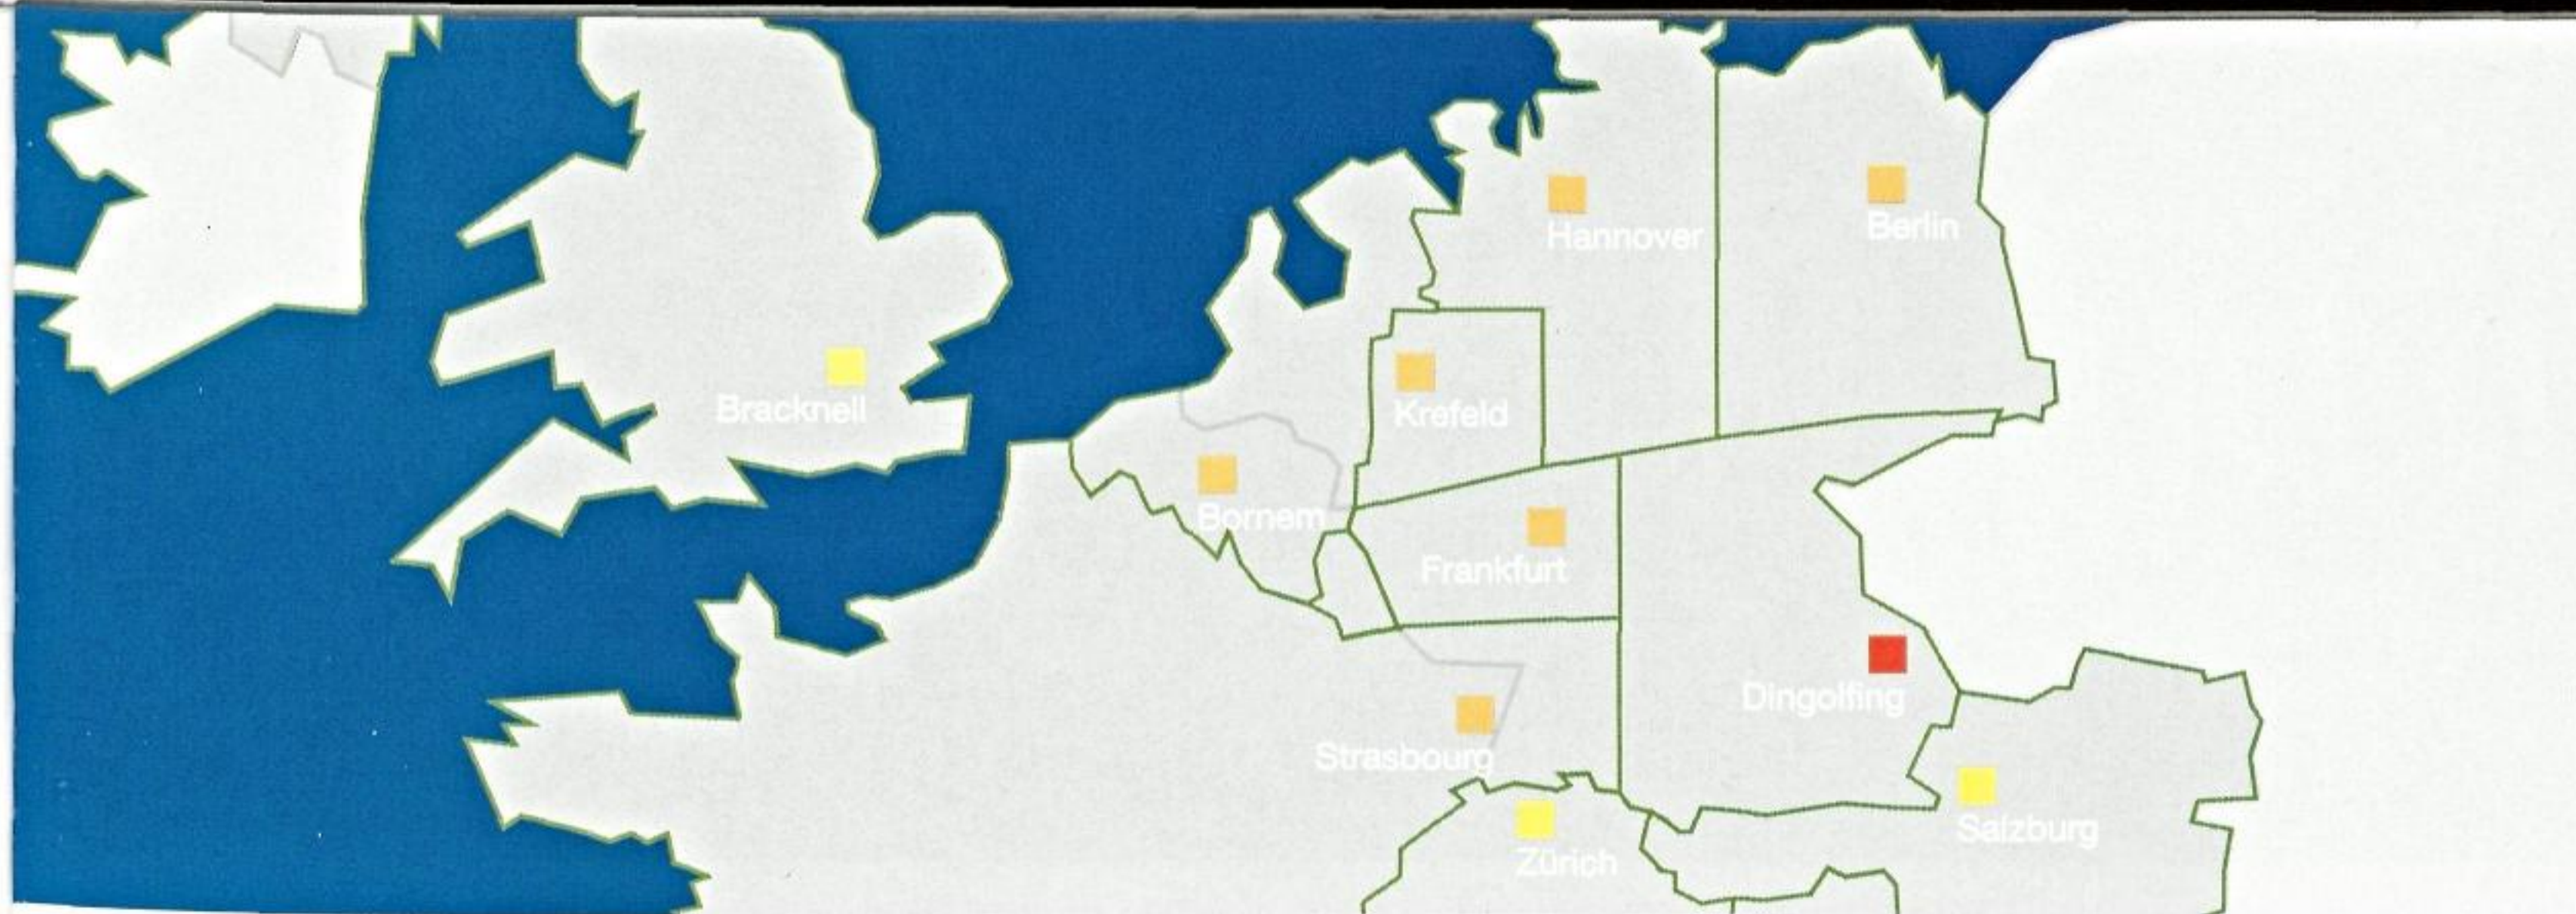 Hannover
Berlin
Bracknell
Krefeld
Bornem
Frankfurt
Dingolfing
Strasbourg
Salzburg
Zürich